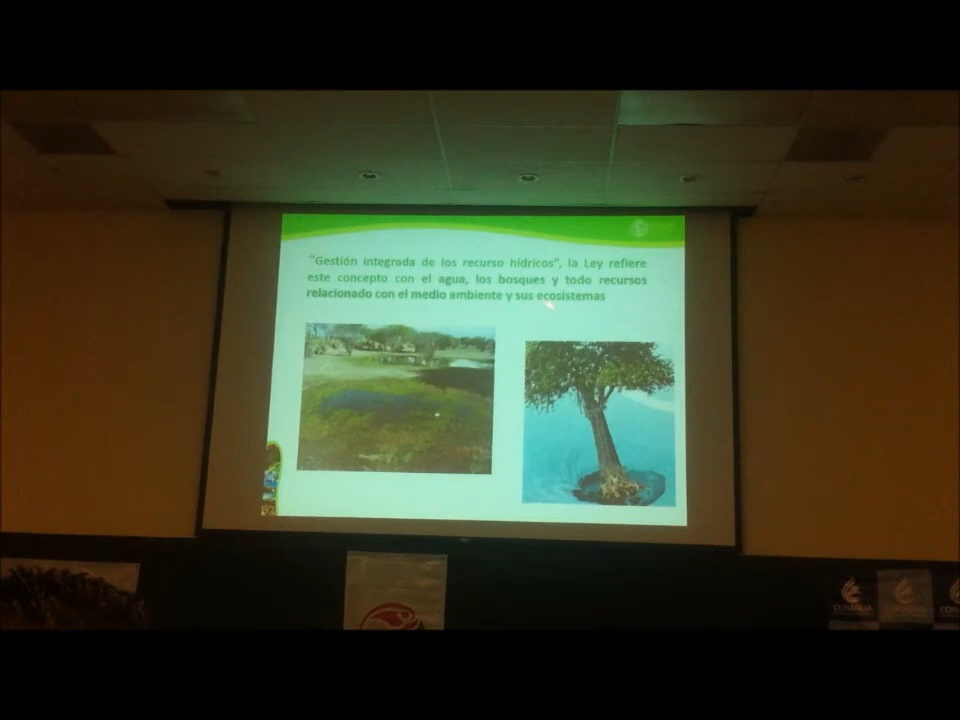 “Gestión integrada de los recurso hídricos”, la Ley refiere
este concepto con el agua, los bosques y todo recursos
relacionado con el medio ambiente y sus ecosistemas
CONAGUA